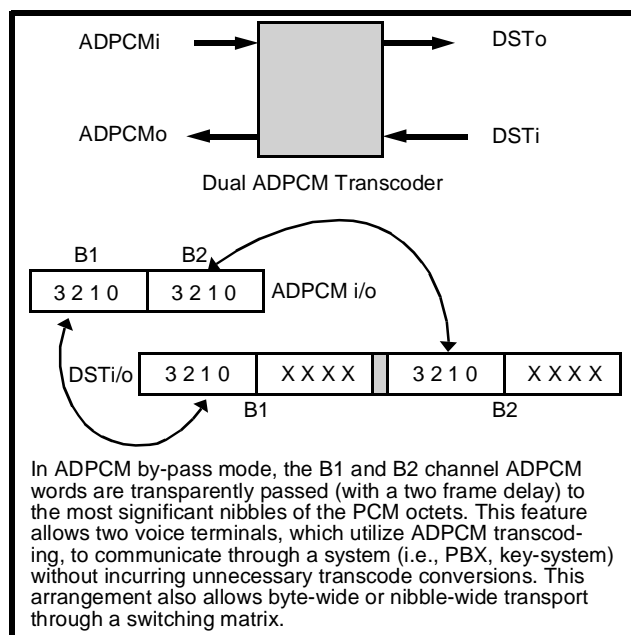 ADPCMi
DSTo
ADPCMo
DSTi
Dual ADPCM Transcoder
B1
B2
3 2 1 0
3 2 1 0
ADPCM i/o
DSTi/o
3 2 1 0
X X X X
3 2 1 0
X X X X
B1
B2
In ADPCM by-pass mode, the B1 and B2 channel ADPCM
words are transparently passed (with a two frame delay) to
the most significant nibbles of the PCM octets. This feature
allows two voice terminals, which utilize ADPCM transcod-
ing, to communicate through a system (i.e., PBX, key-system)
without incurring unnecessary transcode conversions. This
arrangement also allows byte-wide or nibble-wide transport
through a switching matrix.